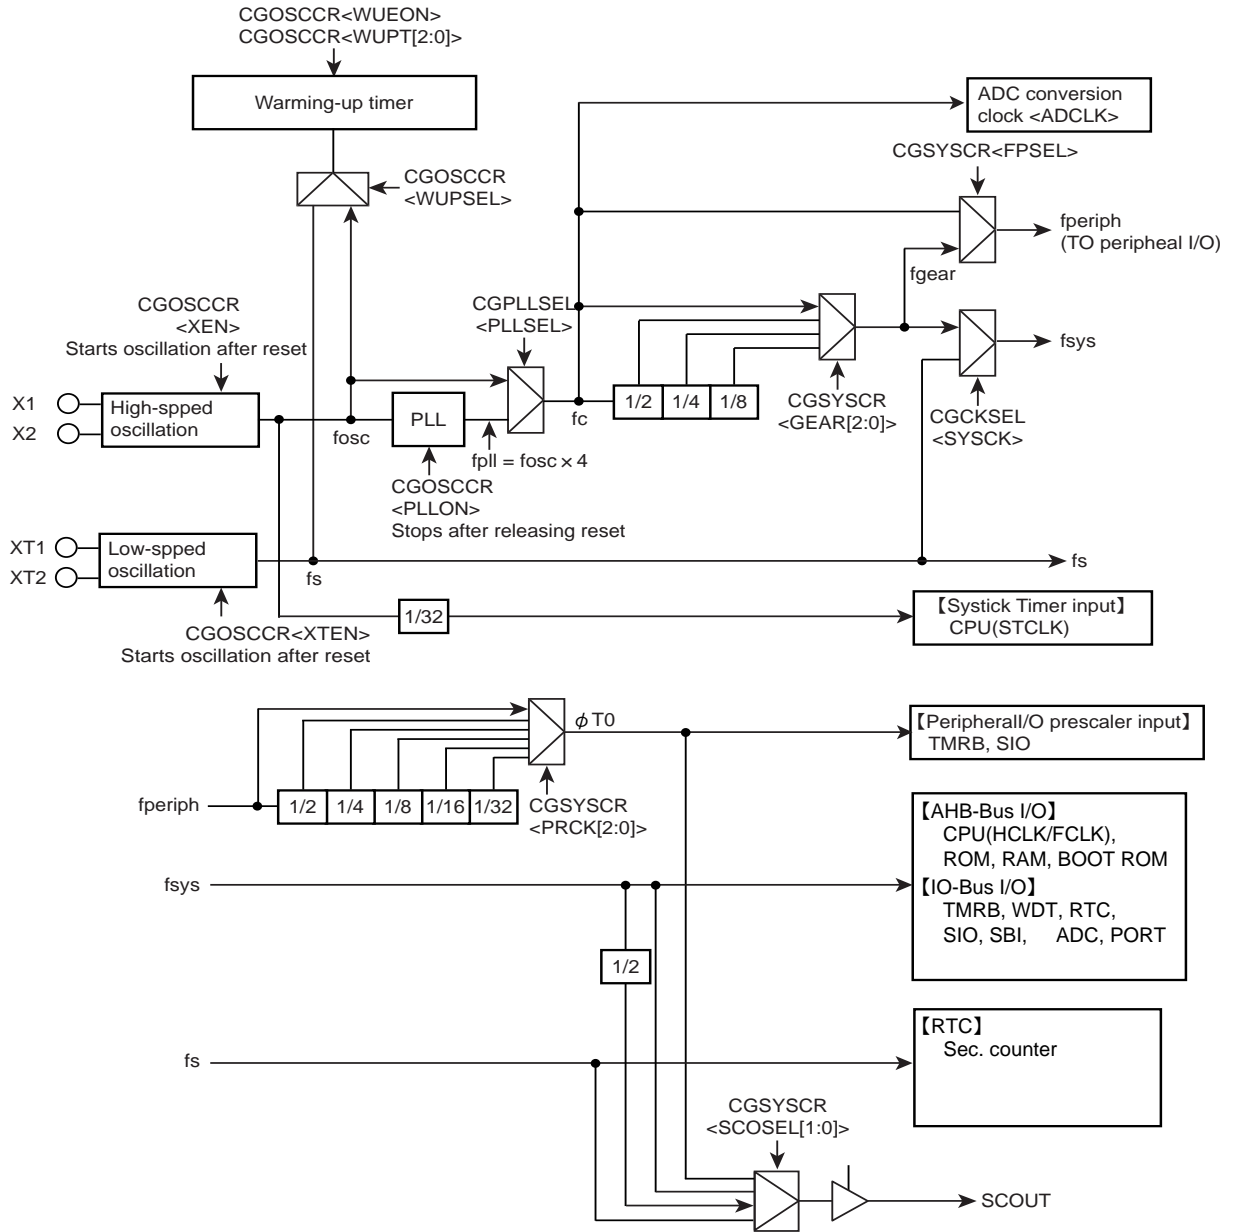 CGOSCCR<WUEON>
CGOSCCR<WUPT[2:0]>
Warming-up timer
CGOSCCR
<WUPSEL>
ADC conversion
clock <ADCLK>
CGSYSCR<FPSEL>
fperiph
(TO peripheal I/O)
fgear
CGOSCCR
<XEN>
Starts oscillation after reset
CGPLLSEL
<PLLSEL>
fsys
X1
X2
High-spped
oscillation
fosc
PLL
fpll = fosc × 4
fc
1/2
1/4
1/8
CGSYSCR
<GEAR[2:0]>
CGCKSEL
<SYSCK>
CGOSCCR
<PLLON>
Stops after releasing reset
XT1
XT2
Low-spped
oscillation
fs
fs
CGOSCCR<XTEN>
Starts oscillation after reset
1/32
【Systick Timer input】
CPU(STCLK)
ϕT0
【PeripheralI/O prescaler input】
TMRB, SIO
fperiph
1/2
1/4
1/8
1/16
1/32
CGSYSCR
<PRCK[2:0]>
【AHB-Bus I/O】
CPU(HCLK/FCLK),
ROM, RAM, BOOT ROM
fsys
【IO-Bus I/O】
TMRB, WDT, RTC,
SIO, SBI, ADC, PORT
1/2
fs
【RTC】
Sec. counter
CGSYSCR
<SCOSEL[1:0]>
SCOUT